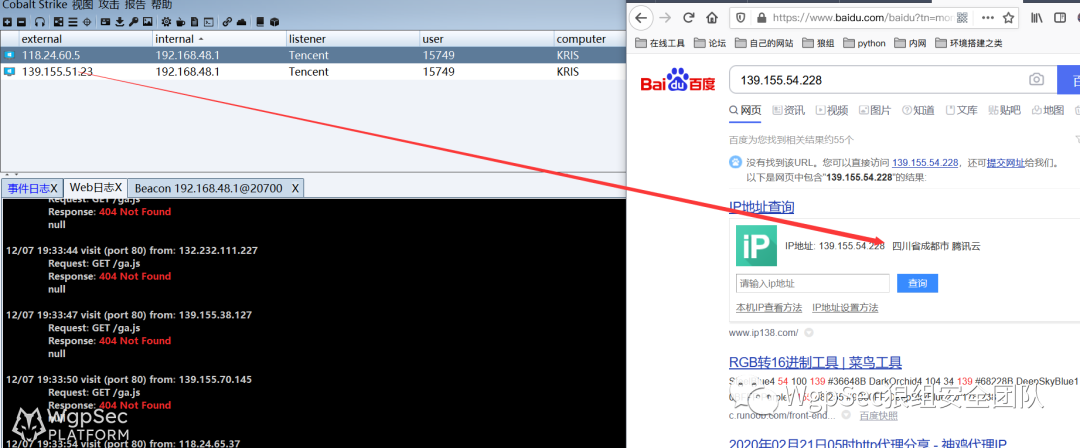 Cobalt Strike 视图 攻击 报告 帮助
external internal listener user computer
118.24.60.5 192.168.48.1 Tencent 15749 KRIS
139.155.51.23 192.168.48.1 Tencent 15749 KRIS
事件日志X Web日志X Beacon 192.168.48.1@20700 X
Request: GET /ga.js
Response: 404 Not Found
null
12/07 19:33:44 visit (port 80) from: 132.232.111.227
Request: GET /ga.js
Response: 404 Not Found
null
12/07 19:33:47 visit (port 80) from: 139.155.38.127
Request: GET /ga.js
Response: 404 Not Found
null
12/07 19:33:50 visit (port 80) from: 139.155.70.145
Request: GET /ga.js
Response: 404 Not Found
12/07 19:33:54 visit (port 80) from: 118.24.65.37
WgpSec
PLATFORM
https://www.baidu.com/baidu?tn=mo
在线工具 论坛 自己的网站 狼组 python 内网 环境搭建之类
Bai du 百度 139.155.54.228 百
网页 资讯 视频 图片 知道 文库 贴吧 地图
百度为您找到相关结果约55个
没有找到该URL。您可以直接访问 139.155.54.228，还可提交网址给我们。
以下是网页中包含"139.155.54.228"的结果:
IP地址查询
iP IP地址: 139.155.54.228 四川省成都市 腾讯云
请输入ip地址 查询
本机IP查看方法 IP地址设置方法
www.ip138.com/
RGB转16进制工具 | 菜鸟工具
54 100 139 #36648B DarkOrchid4 104 34 139 #68228B DeepSkyBlue1
WgpSec狼组安全团队
c.runoob.com/front-end... 百度快照
2020年02月21日05时http代理分享 - 神鸡代理IP